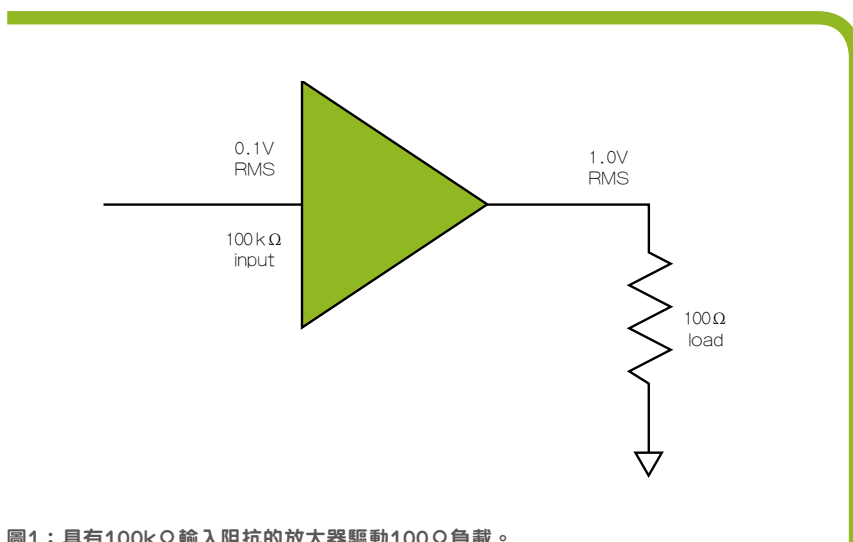 0.1V
RMS
1.0V
RMS
100kΩ
input
100Ω
load
圖1：具有100kΩ輸入阻抗的放大器驅動100Ω負載。